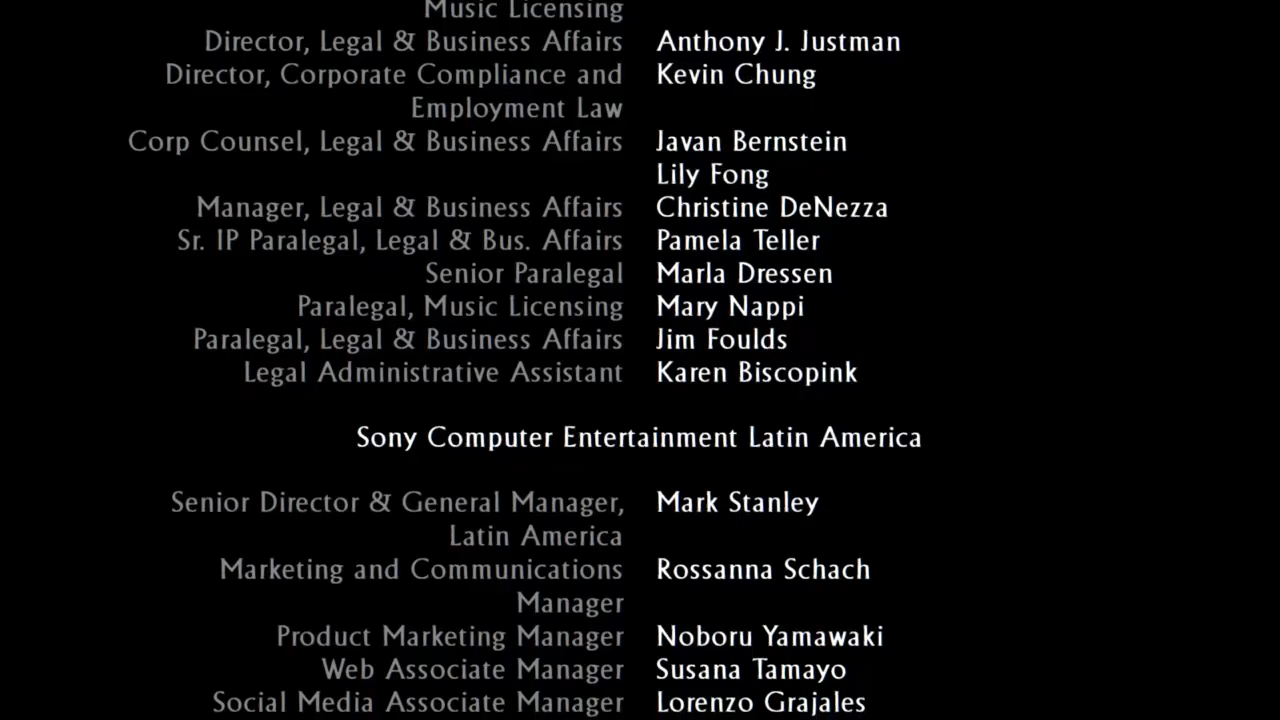 Music Licensing
Director, Legal & Business Affairs Anthony J. Justman
Director, Corporate Compliance and Kevin Chung
Employment Law
Corp Counsel, Legal & Business Affairs Javan Bernstein
Lily Fong
Manager, Legal & Business Affairs Christine DeNezza
Sr. IP Paralegal, Legal & Bus. Affairs Pamela Teller
Senior Paralegal Marla Dressen
Paralegal, Music Licensing Mary Nappi
Paralegal, Legal & Business Affairs Jim Foulds
Legal Administrative Assistant Karen Biscopink
Sony Computer Entertainment Latin America
Senior Director & General Manager, Mark Stanley
Latin America
Marketing and Communications Rossanna Schach
Manager
Product Marketing Manager Noboru Yamawaki
Web Associate Manager Susana Tamayo
Social Media Associate Manager Lorenzo Grajales